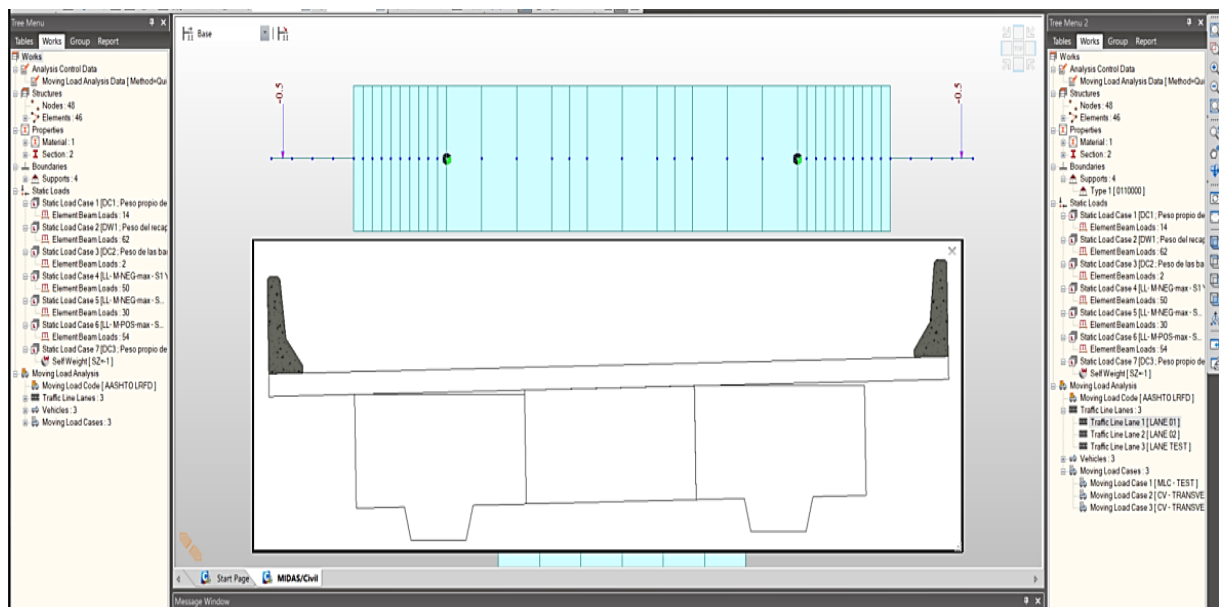 Tree Menu
Tables Works Group Report
Works
Analysis Control Data
Moving Load Analysis Data [ Method=Qui
Structures
Nodes : 48
Elements : 46
Properties
Material : 1
Section : 2
Boundaries
Supports : 4
Static Loads
Static Load Case 1 [DC1 ; Peso propio de
Element Beam Loads : 14
Static Load Case 2 [DW1 ; Peso del recap
Element Beam Loads : 62
Static Load Case 3 [DC2 ; Peso de las ba
Element Beam Loads : 2
Static Load Case 4 [LL- M-NEG-max - S1 V
Element Beam Loads : 50
Static Load Case 5 [LL- M-NEG-max - S...
Element Beam Loads : 30
Static Load Case 6 [LL- M-POS-max - S...
Element Beam Loads : 54
Static Load Case 7 [DC3 ; Peso propio de
Self Weight [ SZ=-1 ]
Moving Load Analysis
Moving Load Code [ AASHTO LRFD ]
Traffic Line Lanes : 3
Vehicles : 3
Moving Load Cases : 3
Base
-0.5
-0.5
Start Page
MIDAS/Civil
Message Window
Tree Menu 2
Tables Works Group Report
Works
Analysis Control Data
Moving Load Analysis Data [ Method=Qui
Structures
Nodes : 48
Elements : 46
Properties
Material : 1
Section : 2
Boundaries
Supports : 4
Type 1 [ 0110000 ]
Static Loads
Static Load Case 1 [DC1 ; Peso propio de
Element Beam Loads : 14
Static Load Case 2 [DW1 ; Peso del recap
Element Beam Loads : 62
Static Load Case 3 [DC2 ; Peso de las ba
Element Beam Loads : 2
Static Load Case 4 [LL- M-NEG-max - S1 V
Element Beam Loads : 50
Static Load Case 5 [LL- M-NEG-max - S...
Element Beam Loads : 30
Static Load Case 6 [LL- M-POS-max - S...
Element Beam Loads : 54
Static Load Case 7 [DC3 ; Peso propio de
Self Weight [ SZ=-1 ]
Moving Load Analysis
Moving Load Code [ AASHTO LRFD ]
Traffic Line Lanes : 3
Traffic Line Lane 1 [ LANE 01 ]
Traffic Line Lane 2 [ LANE 02 ]
Traffic Line Lane 3 [ LANE TEST ]
Vehicles : 3
Moving Load Cases : 3
Moving Load Case 1 [ MLC - TEST ]
Moving Load Case 2 [ CV - TRANSVE
Moving Load Case 3 [ CV - TRANSVE